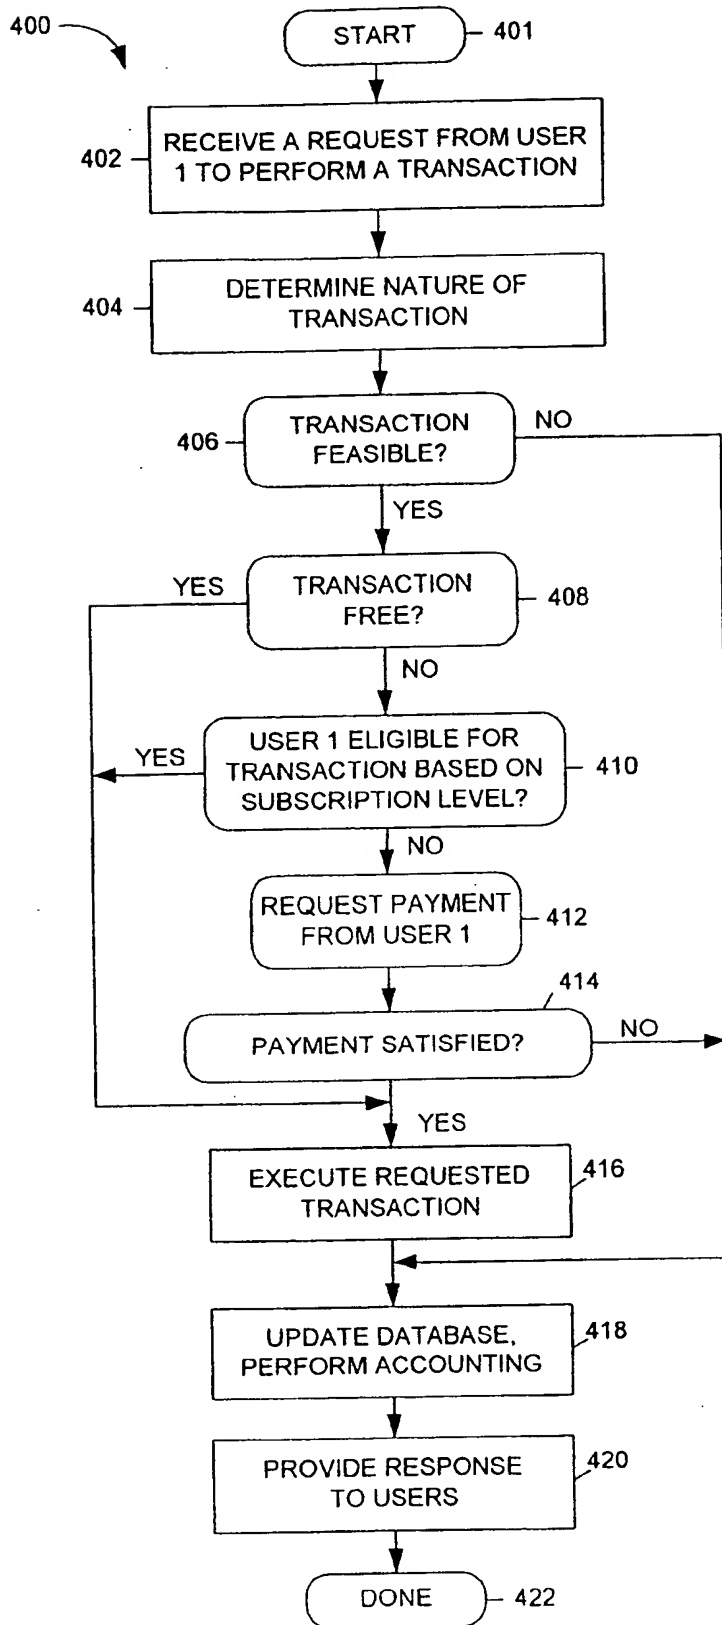 400
START
401
402
RECEIVE A REQUEST FROM USER
1 TO PERFORM A TRANSACTION
404
DETERMINE NATURE OF
TRANSACTION
406
TRANSACTION
FEASIBLE?
NO
YES
YES
TRANSACTION
FREE?
408
NO
YES
USER 1 ELIGIBLE FOR
TRANSACTION BASED ON
SUBSCRIPTION LEVEL?
410
NO
REQUEST PAYMENT
FROM USER 1
412
414
PAYMENT SATISFIED?
NO
YES
EXECUTE REQUESTED
TRANSACTION
416
UPDATE DATABASE,
PERFORM ACCOUNTING
418
PROVIDE RESPONSE
TO USERS
420
DONE
422